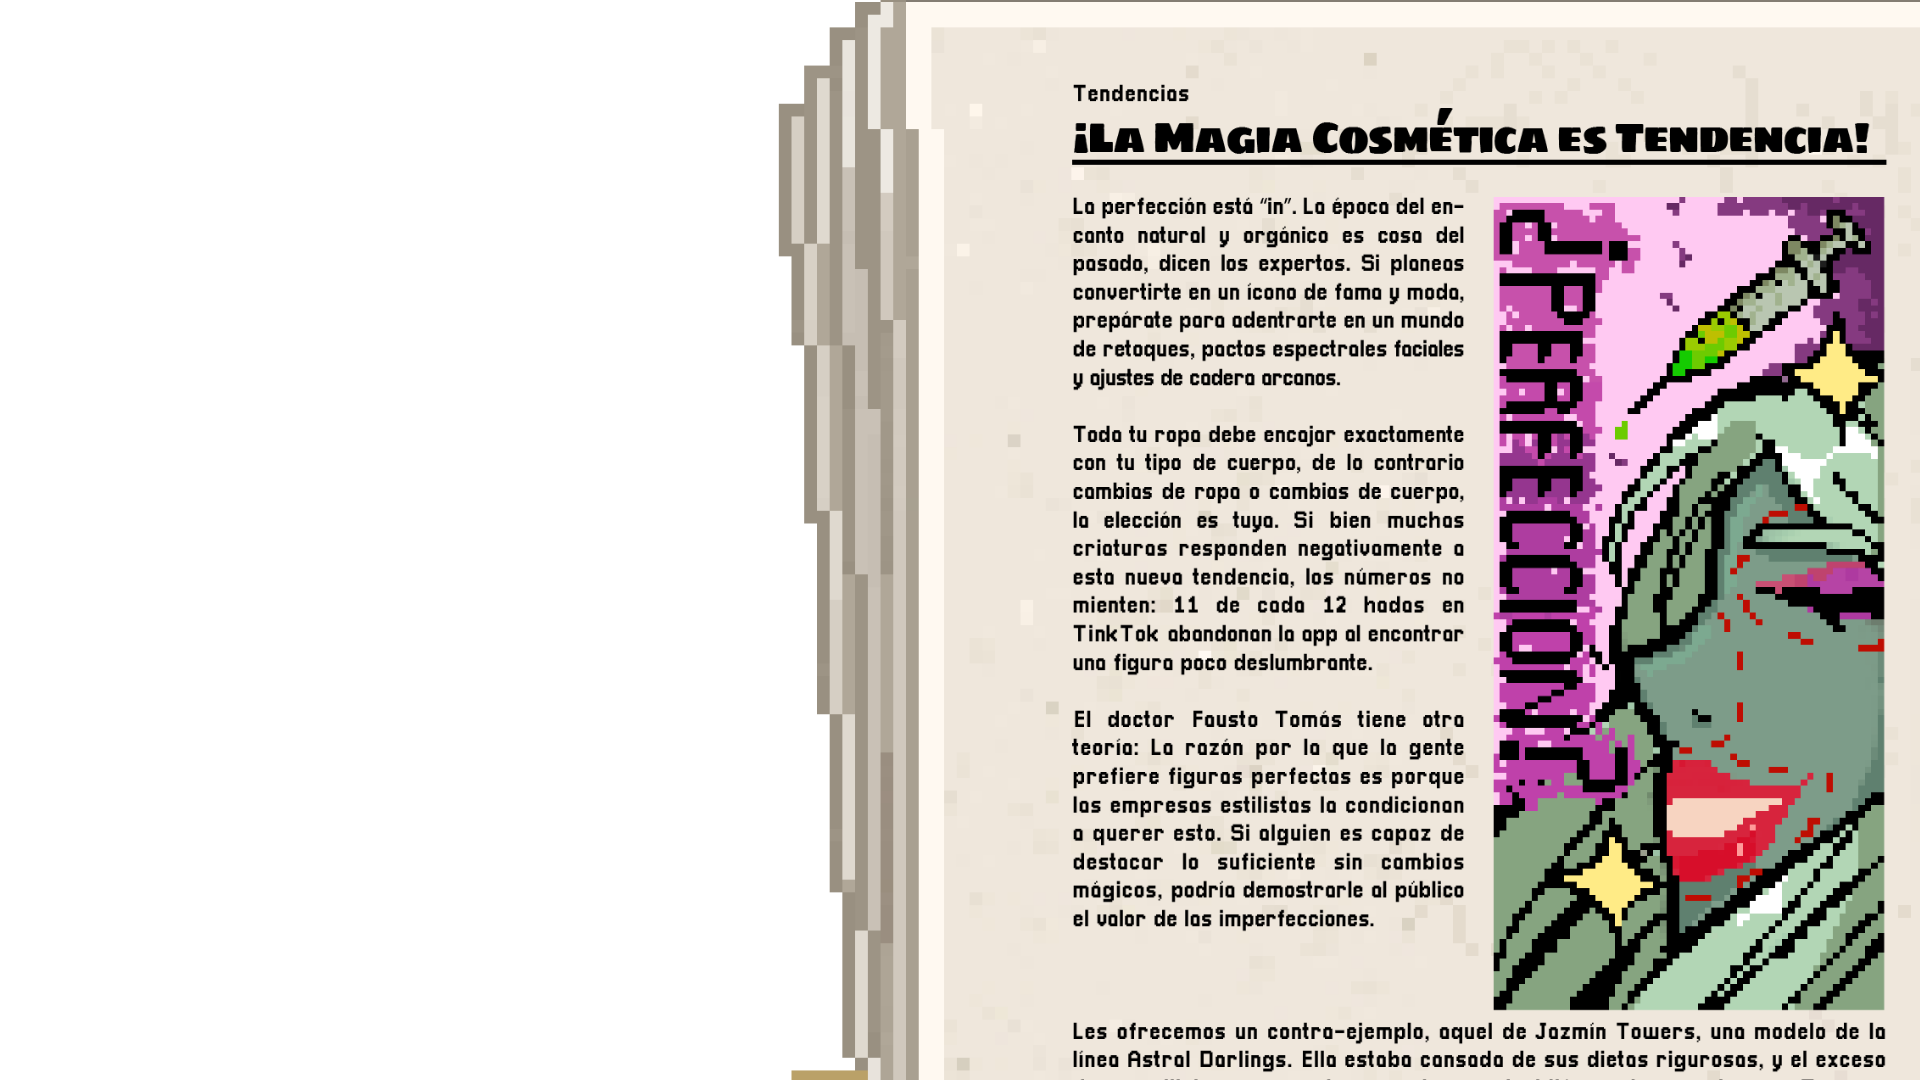 Tendencias
¡La Magia Cosmética es Tendencia!
La perfección está “in”. La época del en-
canto natural y orgánico es cosa del
pasado, dicen los expertos. Si planeas
convertirte en un ícono de fama y moda,
prepárate para adentrarte en un mundo
de retoques, pactos espectrales faciales
y ajustes de cadera arcanos.
Toda tu ropa debe encajar exactamente
con tu tipo de cuerpo, de lo contrario
cambias de ropa o cambias de cuerpo,
la elección es tuya. Si bien muchas
criaturas responden negativamente a
esta nueva tendencia, los números no
mienten: 11 de cada 12 hadas en
TinkTok abandonan la app al encontrar
una figura poco deslumbrante.
El doctor Fausto Tomás tiene otra
teoría: La razón por la que la gente
prefiere figuras perfectas es porque
las empresas estilistas la condicionan
a querer esto. Si alguien es capaz de
destacar lo suficiente sin cambios
mágicos, podría demostrarle al público
el valor de las imperfecciones.
¿PERFECCION?
Les ofrecemos un contra-ejemplo, aquel de Jazmín Towers, una modelo de la
línea Astral Darlings. Ella estaba cansada de sus dietas rigurosas, y el exceso